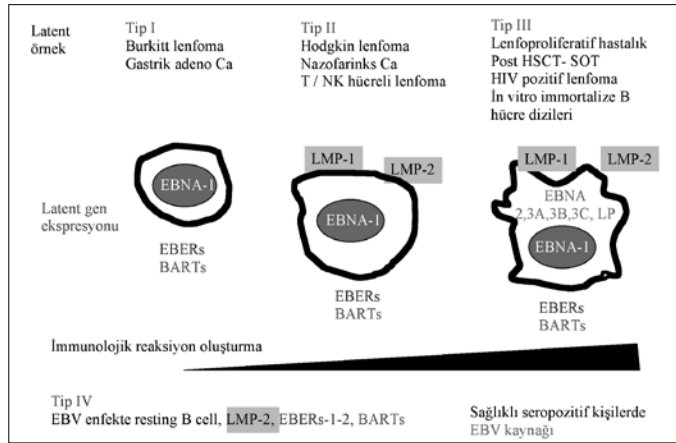 Latent
örnek
Tip I
Burkitt lenfoma
Gastrik adeno Ca
Tip II
Hodgkin lenfoma
Nazofarinks Ca
T / NK hücreli lenfoma
Tip III
Lenfoproliferatif hastalık
Post HSCT- SOT
HIV pozitif lenfoma
İn vitro immortalize B
hücre dizileri
Latent gen
ekspresyonu
EBNA-1
EBERs
BARTs
LMP-1
LMP-2
EBNA-1
EBERs
BARTs
LMP-1
LMP-2
EBNA
2,3A,3B,3C, LP
EBNA-1
EBERs
BARTs
İmmunolojik reaksiyon oluşturma
Tip IV
EBV enfekte resting B cell, LMP-2, EBERs-1-2, BARTs
Sağlıklı seropozitif kişilerde
EBV kaynağı